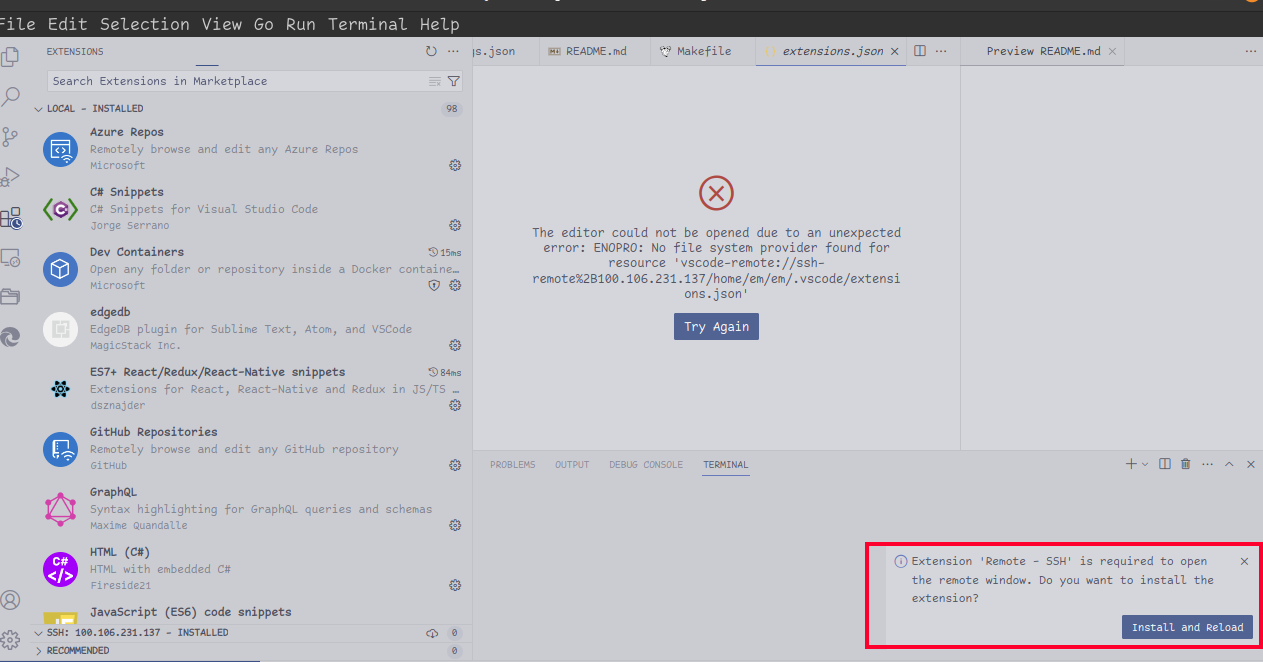 File Edit Selection View Go Run Terminal Help
EXTENSIONS
Search Extensions in Marketplace
LOCAL - INSTALLED
98
Azure Repos
Remotely browse and edit any Azure Repos
Microsoft
C# Snippets
C# Snippets for Visual Studio Code
Jorge Serrano
Dev Containers
15ms
Open any folder or repository inside a Docker containe…
Microsoft
edgedb
EdgeDB plugin for Sublime Text, Atom, and VSCode
MagicStack Inc.
ES7+ React/Redux/React-Native snippets
84ms
Extensions for React, React-Native and Redux in JS/TS …
dsznajder
GitHub Repositories
Remotely browse and edit any GitHub repository
GitHub
GraphQL
Syntax highlighting for GraphQL queries and schemas
Maxime Quandalle
C#
</>
HTML (C#)
HTML with embedded C#
Fireside21
JavaScript (ES6) code snippets
SSH: 100.106.231.137 - INSTALLED
0
RECOMMENDED
0
gs.json
README.md
Makefile
extensions.json
Preview README.md
The editor could not be opened due to an unexpected
error: ENOPRO: No file system provider found for
resource 'vscode-remote://ssh-
remote%2B100.106.231.137/home/em/em/.vscode/extensi
ons.json'
Try Again
PROBLEMS
OUTPUT
DEBUG CONSOLE
TERMINAL
Extension 'Remote - SSH' is required to open
the remote window. Do you want to install the
extension?
Install and Reload